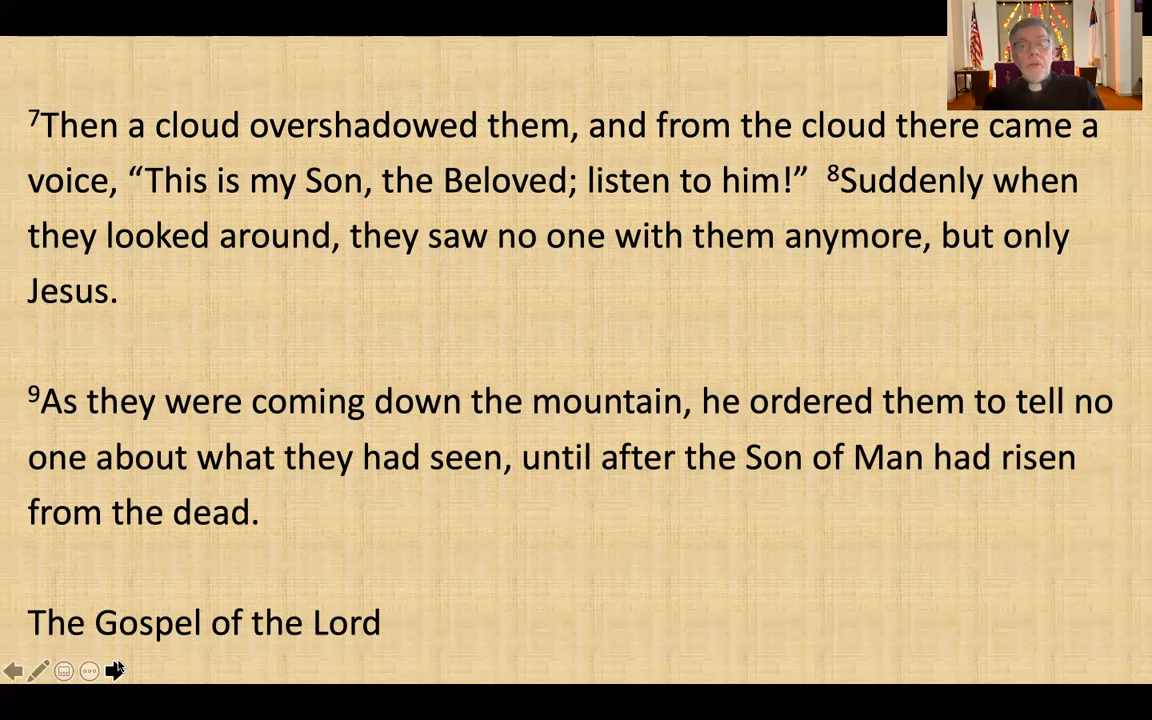 ⁷Then a cloud overshadowed them, and from the cloud there came a
voice, “This is my Son, the Beloved; listen to him!”  ⁸Suddenly when
they looked around, they saw no one with them anymore, but only
Jesus.
⁹As they were coming down the mountain, he ordered them to tell no
one about what they had seen, until after the Son of Man had risen
from the dead.
The Gospel of the Lord